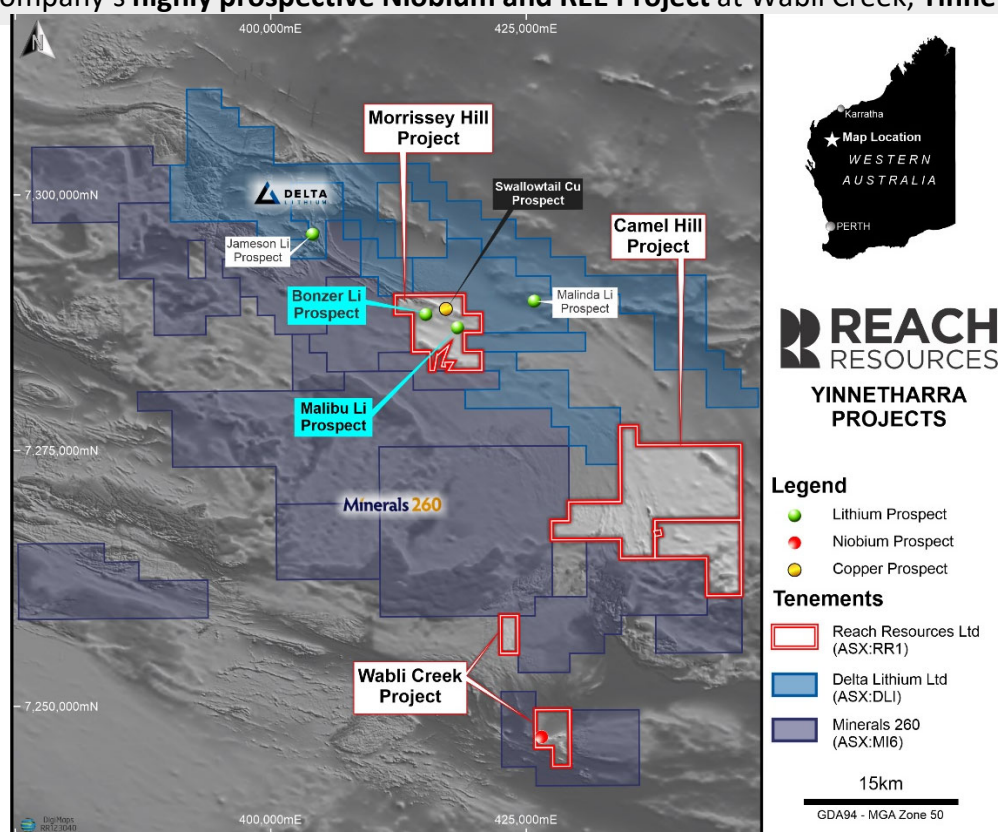 ompany's highly prospective Niobium and REE Project at Wabli Creek, Yinne
400,000mE
425,000mE
Morrissey Hill
Project
Swallowtail Cu
Prospect
7,300,000mN
DELTA
LITHIUM
Camel Hill
Project
Jameson Li
Prospect
Bonzer Li
Prospect
Malinda Li
Prospect
Malibu Li
Prospect
7,275,000mN
Minerals 260
Wabli Creek
Project
7,250,000mN
DigiMaps
RR123040
400,000mE
425,000mE
Karratha
Map Location
WESTERN
AUSTRALIA
PERTH
REACH
RESOURCES
YINNETHARRA
PROJECTS
Legend
Lithium Prospect
Niobium Prospect
Copper Prospect
Tenements
Reach Resources Ltd
(ASX:RR1)
Delta Lithium Ltd
(ASX:DLI)
Minerals 260
(ASX:MI6)
15km
GDA94 - MGA Zone 50